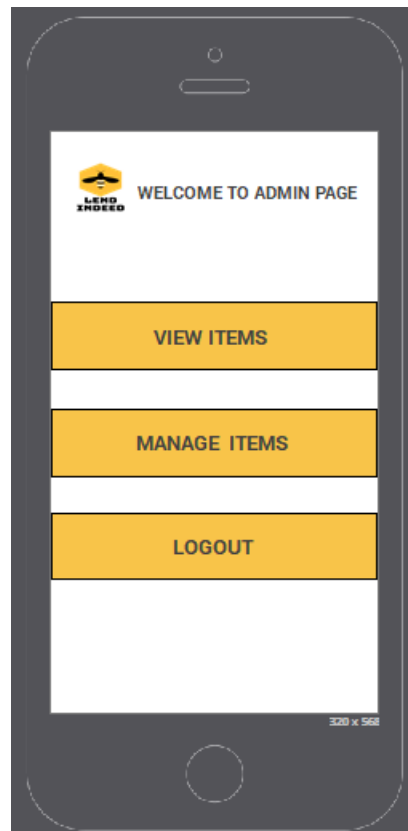 LEND
INDEED
WELCOME TO ADMIN PAGE
VIEW ITEMS
MANAGE ITEMS
LOGOUT
320 x 568